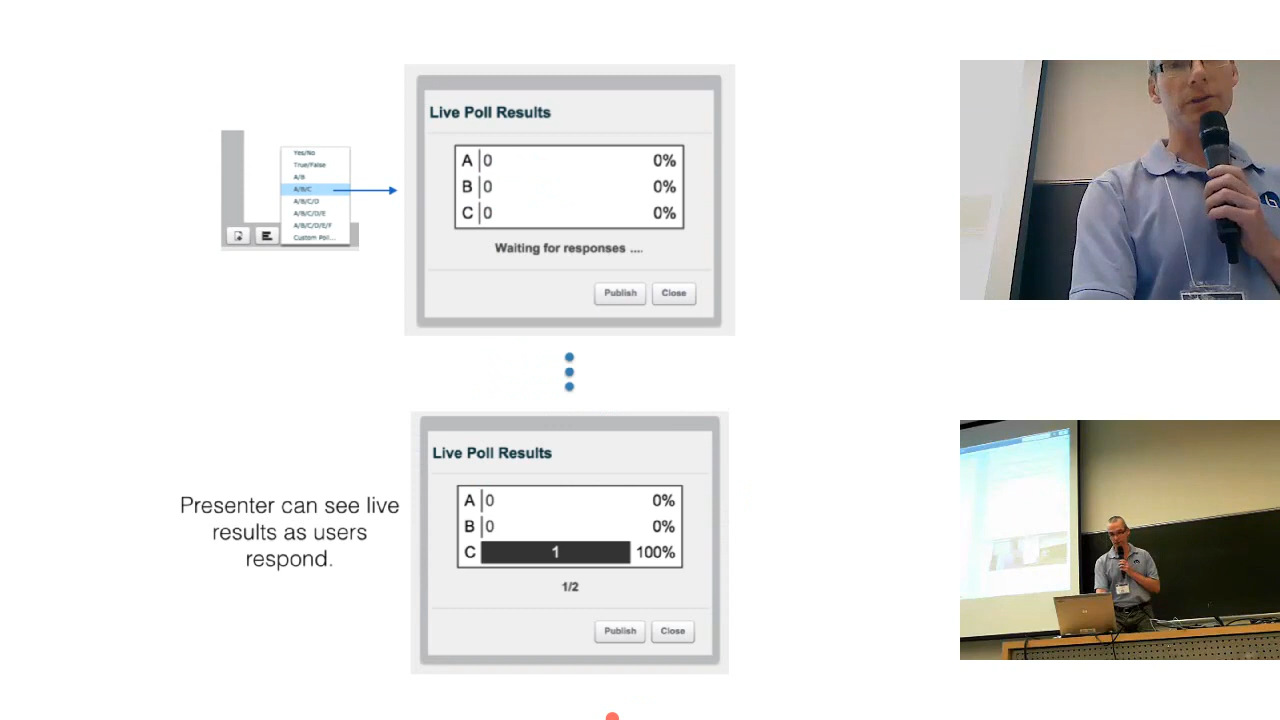 Yes/No
True/False
A/B
A/B/C
A/B/C/D
A/B/C/D/E
A/B/C/D/E/F
Custom Poll...
Live Poll Results
A 0 0%
B 0 0%
C 0 0%
Waiting for responses ....
Publish Close
Live Poll Results
A 0 0%
B 0 0%
C 1 100%
1/2
Publish Close
Presenter can see live
results as users
respond.